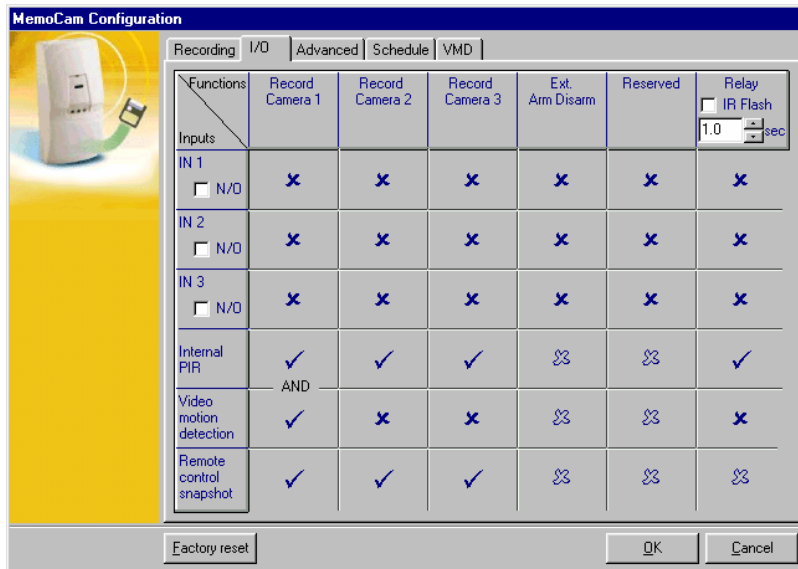 MemoCam Configuration
Recording I/O Advanced Schedule VMD
Functions
Inputs
Record
Camera 1
Record
Camera 2
Record
Camera 3
Ext.
Arm Disarm
Reserved
Relay
IR Flash
1.0 sec
IN 1
N/O
IN 2
N/O
IN 3
N/O
Internal
PIR
AND
Video
motion
detection
Remote
control
snapshot
Factory reset OK Cancel